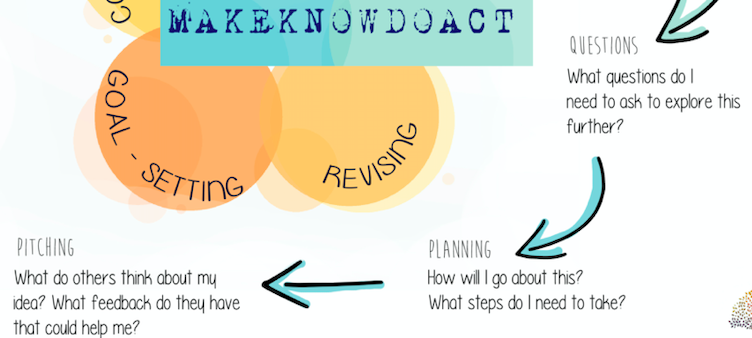 CO
MAKEKNOWDOACT
GOAL - SETTING
REVISING
QUESTIONS
What questions do I
need to ask to explore this
further?
PLANNING
How will I go about this?
What steps do I need to take?
PITCHING
What do others think about my
idea? What feedback do they have
that could help me?